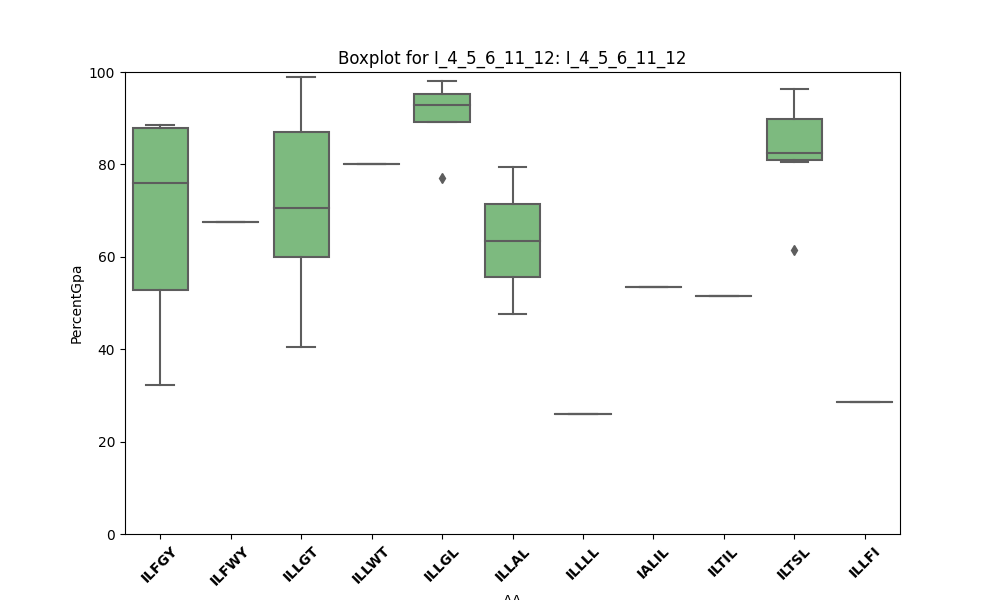 Boxplot for I_4_5_6_11_12: I_4_5_6_11_12
100
80
60
40
20
0
PercentGpa
ILFGY
ILFWY
ILLGT
ILLWT
ILLGL
ILLAL
ILLLL
IALIL
ILTIL
ILTSL
ILLFI
AA